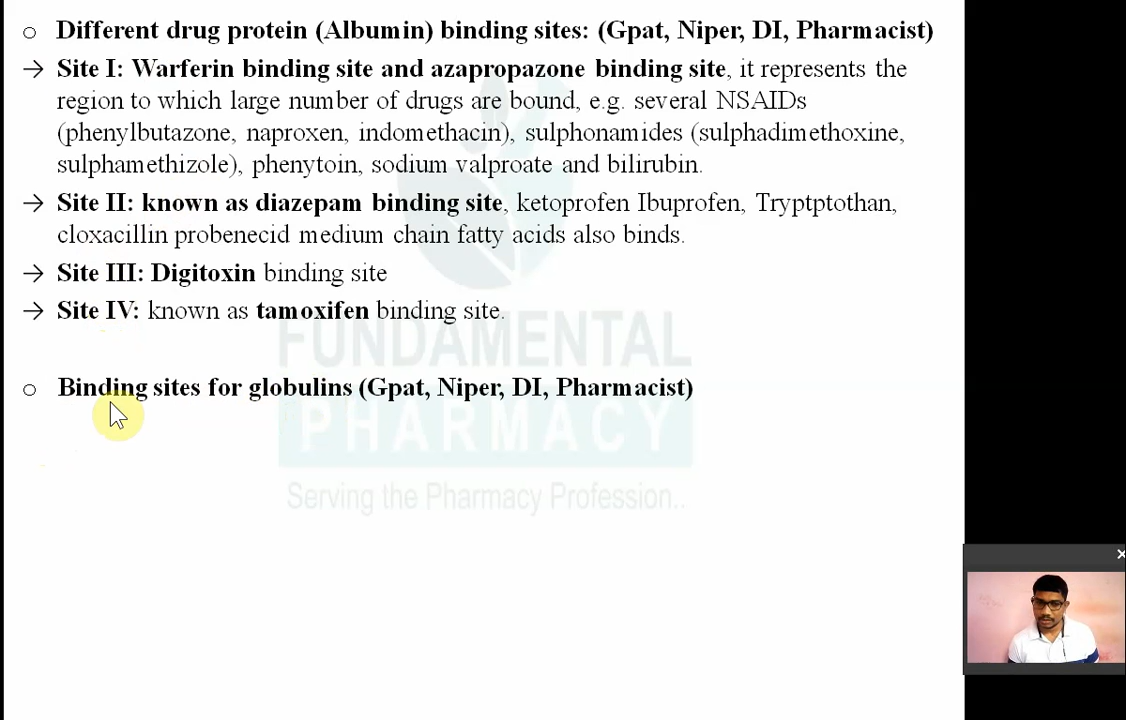 ○ Different drug protein (Albumin) binding sites: (Gpat, Niper, DI, Pharmacist)
→ Site I: Warferin binding site and azapropazone binding site, it represents the
region to which large number of drugs are bound, e.g. several NSAIDs
(phenylbutazone, naproxen, indomethacin), sulphonamides (sulphadimethoxine,
sulphamethizole), phenytoin, sodium valproate and bilirubin.
→ Site II: known as diazepam binding site, ketoprofen Ibuprofen, Tryptptothan,
cloxacillin probenecid medium chain fatty acids also binds.
→ Site III: Digitoxin binding site
→ Site IV: known as tamoxifen binding site.
FUNDAMENTAL
○ Binding sites for globulins (Gpat, Niper, DI, Pharmacist)
PHARMACY
Serving the Pharmacy Profession..